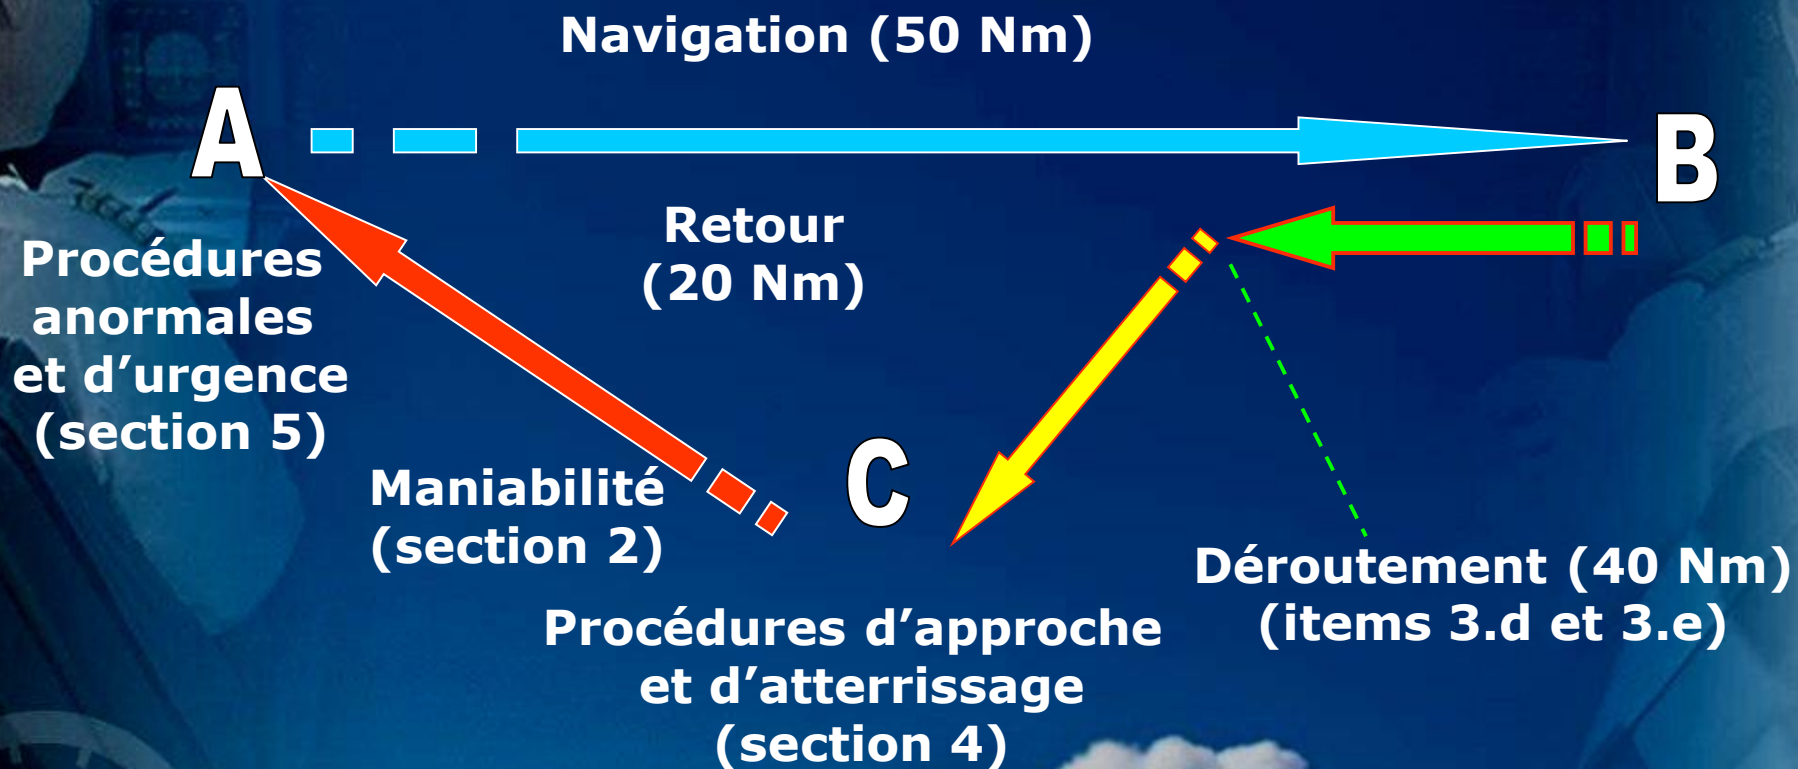 Navigation (50 Nm)
A
B
Retour
(20 Nm)
Procédures
anormales
et d’urgence
(section 5)
C
Maniabilité
(section 2)
Déroutement (40 Nm)
(items 3.d et 3.e)
Procédures d’approche
et d’atterrissage
(section 4)